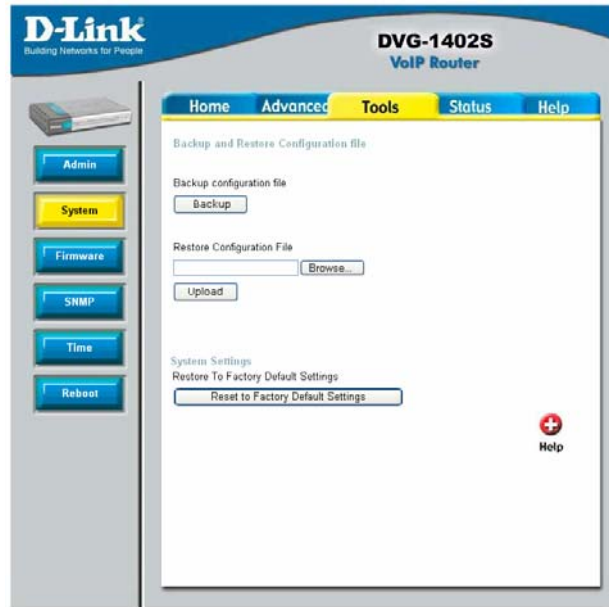 D-Link
Building Networks for People
DVG-1402S
VoIP Router
Home Advanced Tools Status Help
Admin
System
Firmware
SNMP
Time
Reboot
Backup and Restore Configuration file
Backup configuration file
Backup
Restore Configuration File
Browse...
Upload
System Settings
Restore To Factory Default Settings
Reset to Factory Default Settings
Help